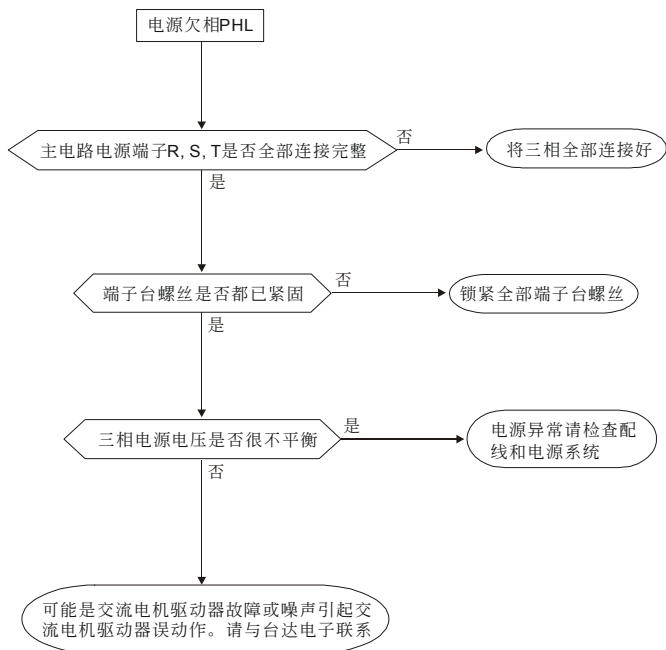 电源欠相PHL
主电路电源端子R, S, T是否全部连接完整
否
将三相全部连接好
是
端子台螺丝是否都已紧固
否
锁紧全部端子台螺丝
是
三相电源电压是否很不平衡
是
电源异常请检查配
线和电源系统
否
可能是交流电机驱动器故障或噪声引起交
流电机驱动器误动作。请与台达电子联系